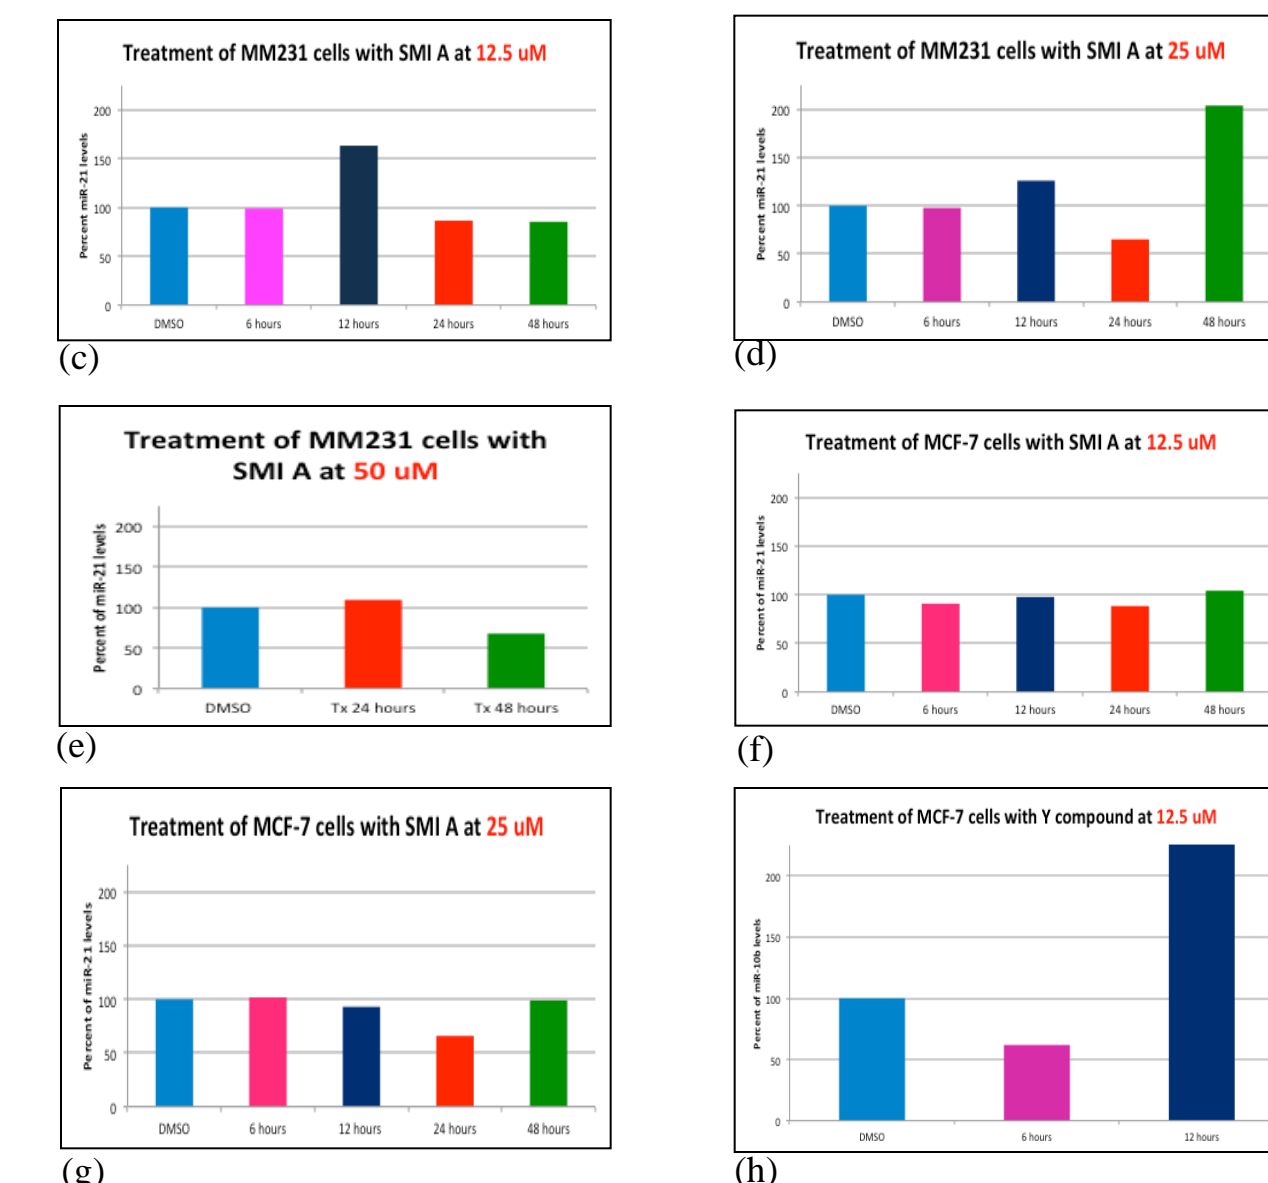 Treatment of MM231 cells with SMI A at 12.5 uM
Percent miR-21 levels
200
150
100
50
0
DMSO 6 hours 12 hours 24 hours 48 hours
(c)
Treatment of MM231 cells with SMI A at 25 uM
Percent miR-21 levels
200
150
100
50
0
DMSO 6 hours 12 hours 24 hours 48 hours
(d)
Treatment of MM231 cells with
SMI A at 50 uM
Percent of miR-21 levels
200
150
100
50
0
DMSO Tx 24 hours Tx 48 hours
(e)
Treatment of MCF-7 cells with SMI A at 12.5 uM
Percent of miR-21 levels
200
150
100
50
0
DMSO 6 hours 12 hours 24 hours 48 hours
(f)
Treatment of MCF-7 cells with SMI A at 25 uM
Percent of miR-21 levels
200
150
100
50
0
DMSO 6 hours 12 hours 24 hours 48 hours
(g)
Treatment of MCF-7 cells with Y compound at 12.5 uM
Percent of miR-10b levels
200
150
100
50
0
DMSO 6 hours 12 hours
(h)